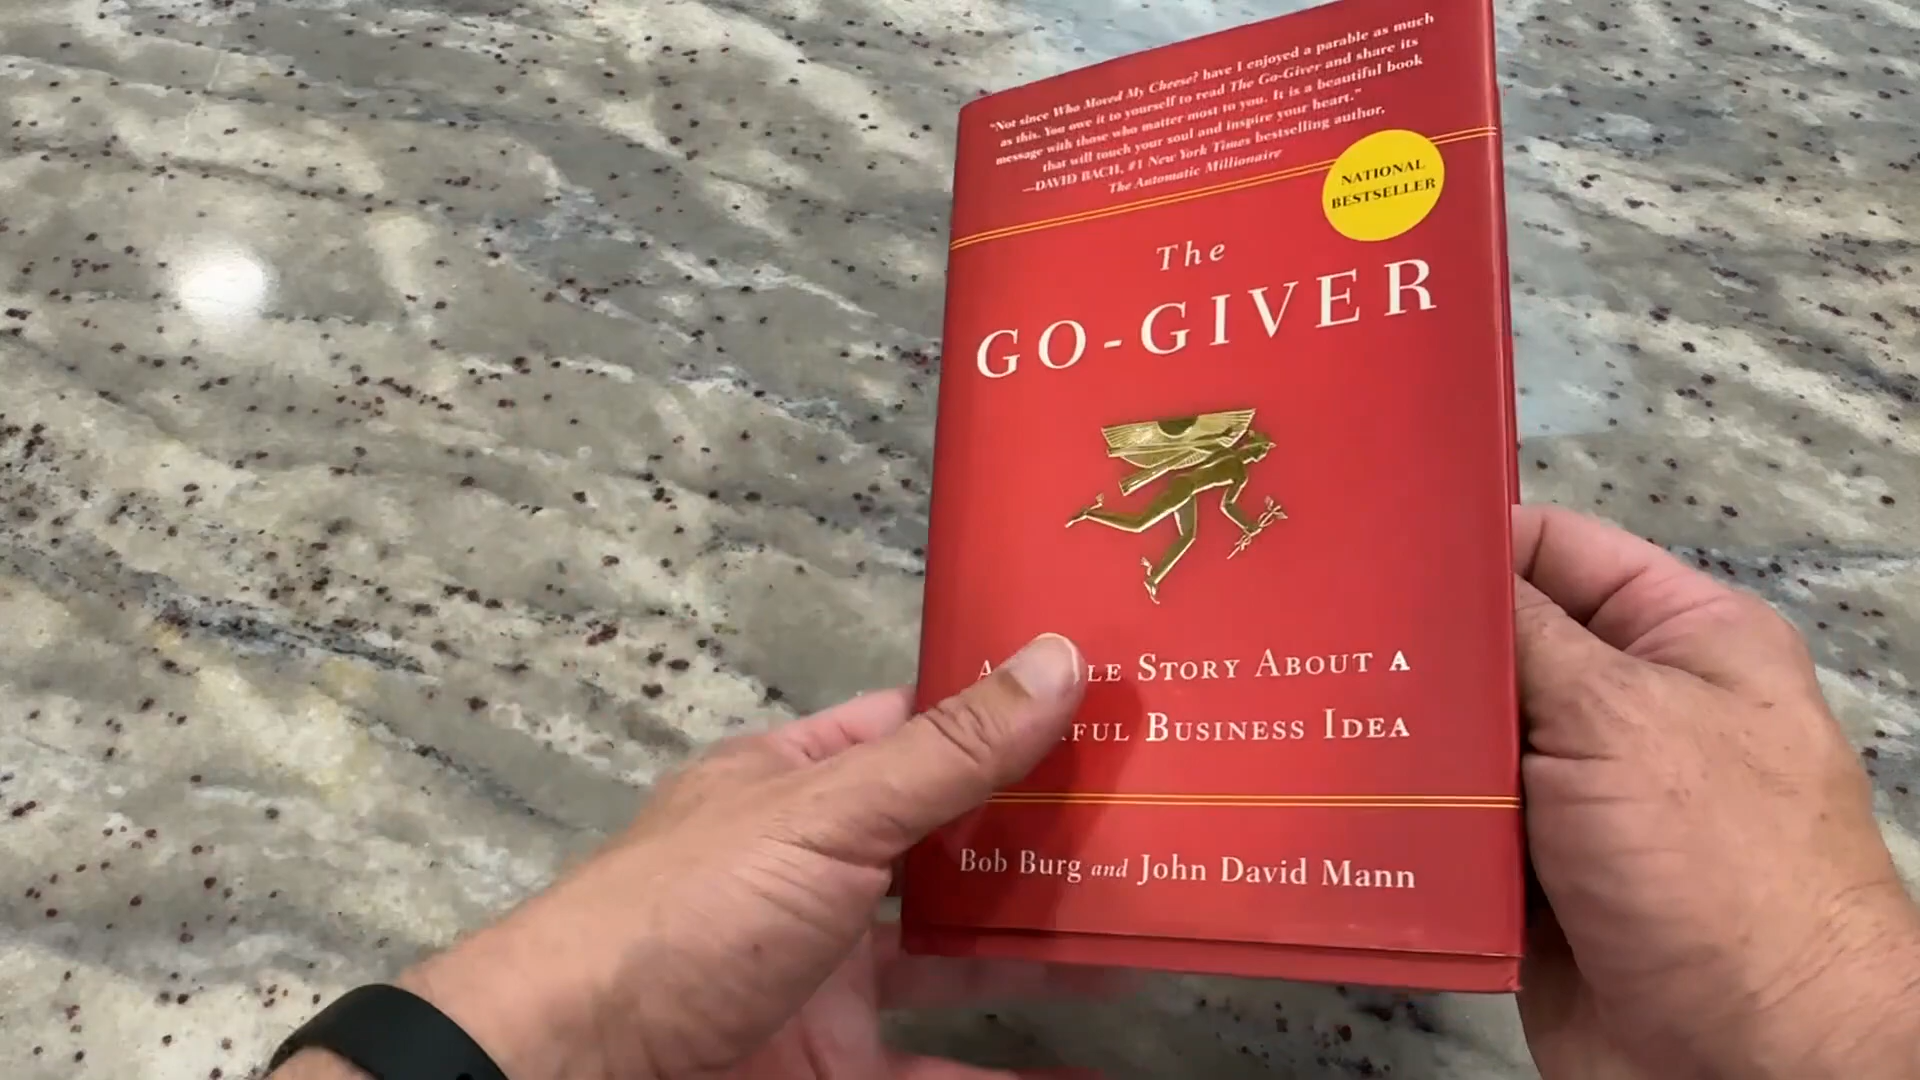 "Not since Who Moved My Cheese? have I enjoyed a parable as much
as this. You owe it to yourself to read The Go-Giver and share its
message with those who matter most to you. It is a beautiful book
that will touch your soul and inspire your heart."
—DAVID BACH, #1 New York Times bestselling author,
The Automatic Millionaire
NATIONAL
BESTSELLER
The
GO-GIVER
A LE STORY ABOUT A
FUL BUSINESS IDEA
Bob Burg and John David Mann